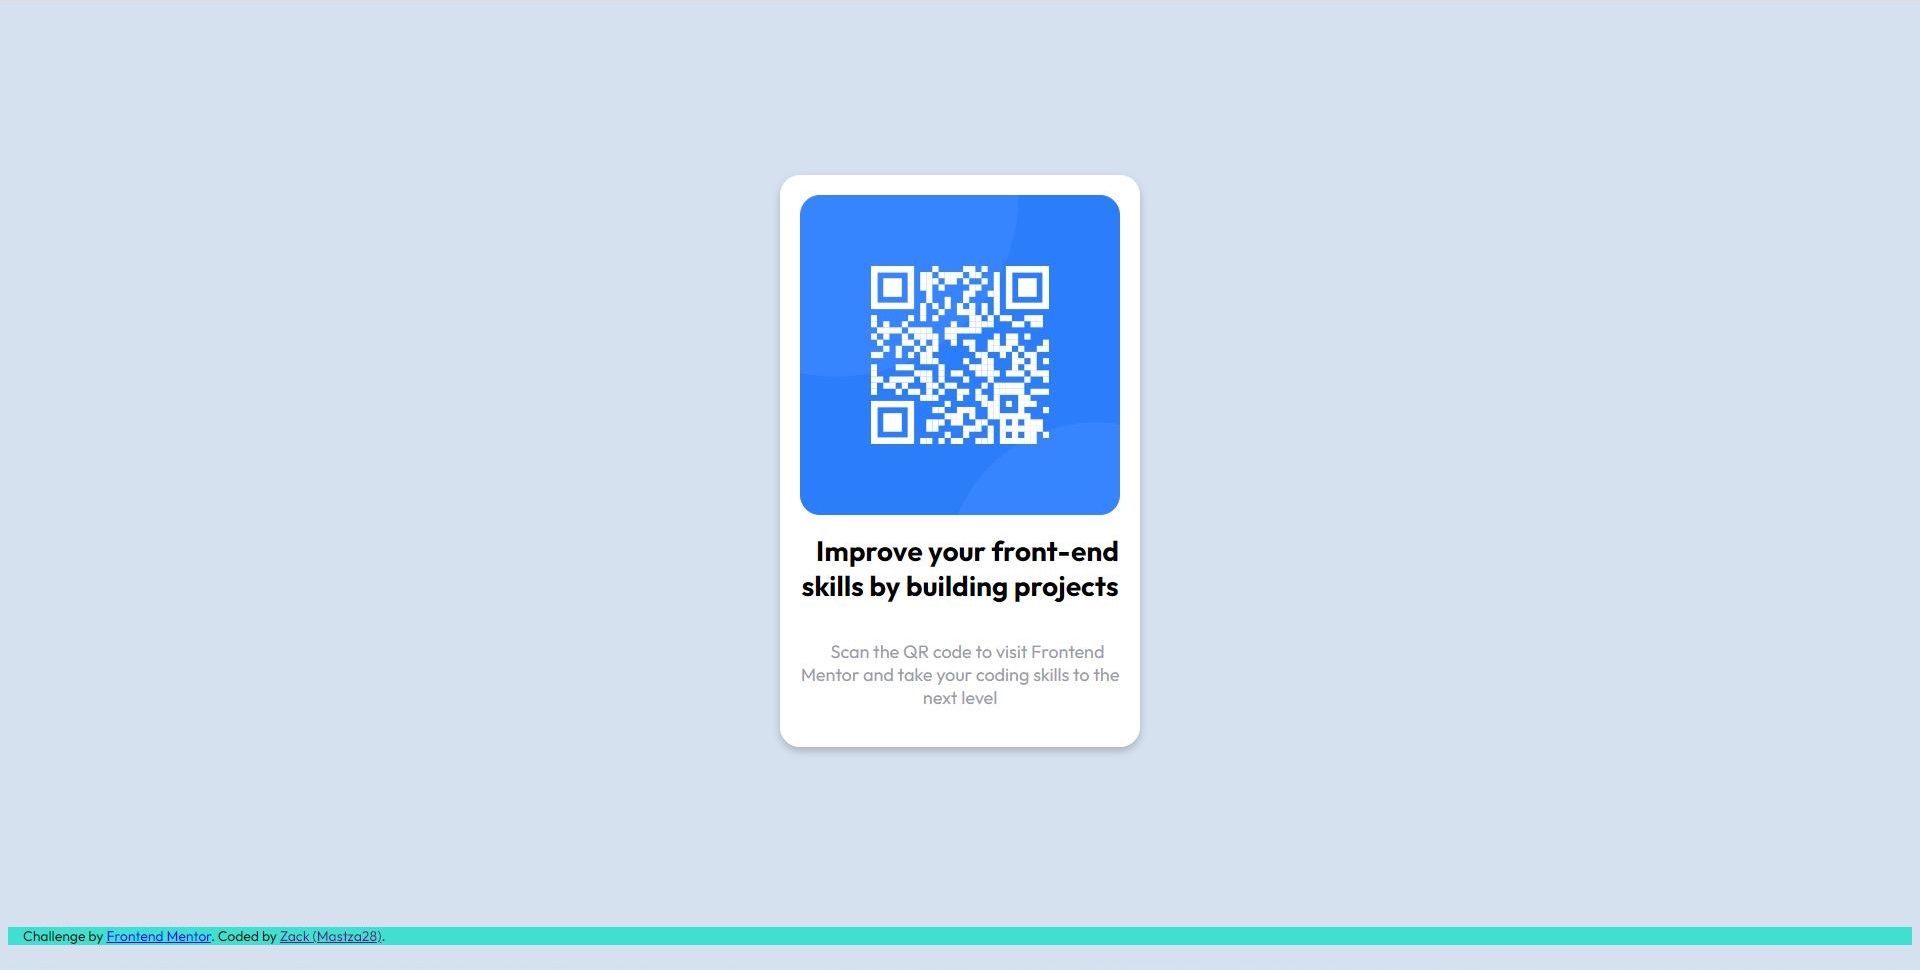 Improve your front-end
skills by building projects
Scan the QR code to visit Frontend
Mentor and take your coding skills to the
next level
Challenge by Frontend Mentor. Coded by Zack (Mastza28).